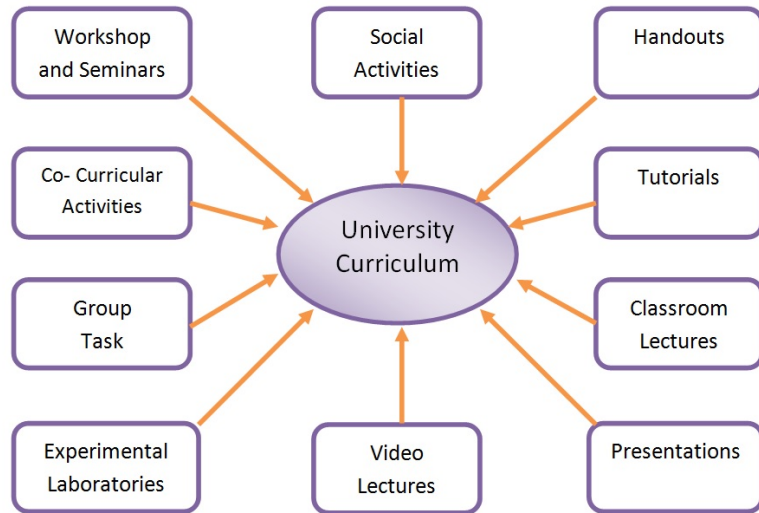 Workshop
and Seminars
Social
Activities
Handouts
Co- Curricular
Activities
University
Curriculum
Tutorials
Group
Task
Classroom
Lectures
Experimental
Laboratories
Video
Lectures
Presentations